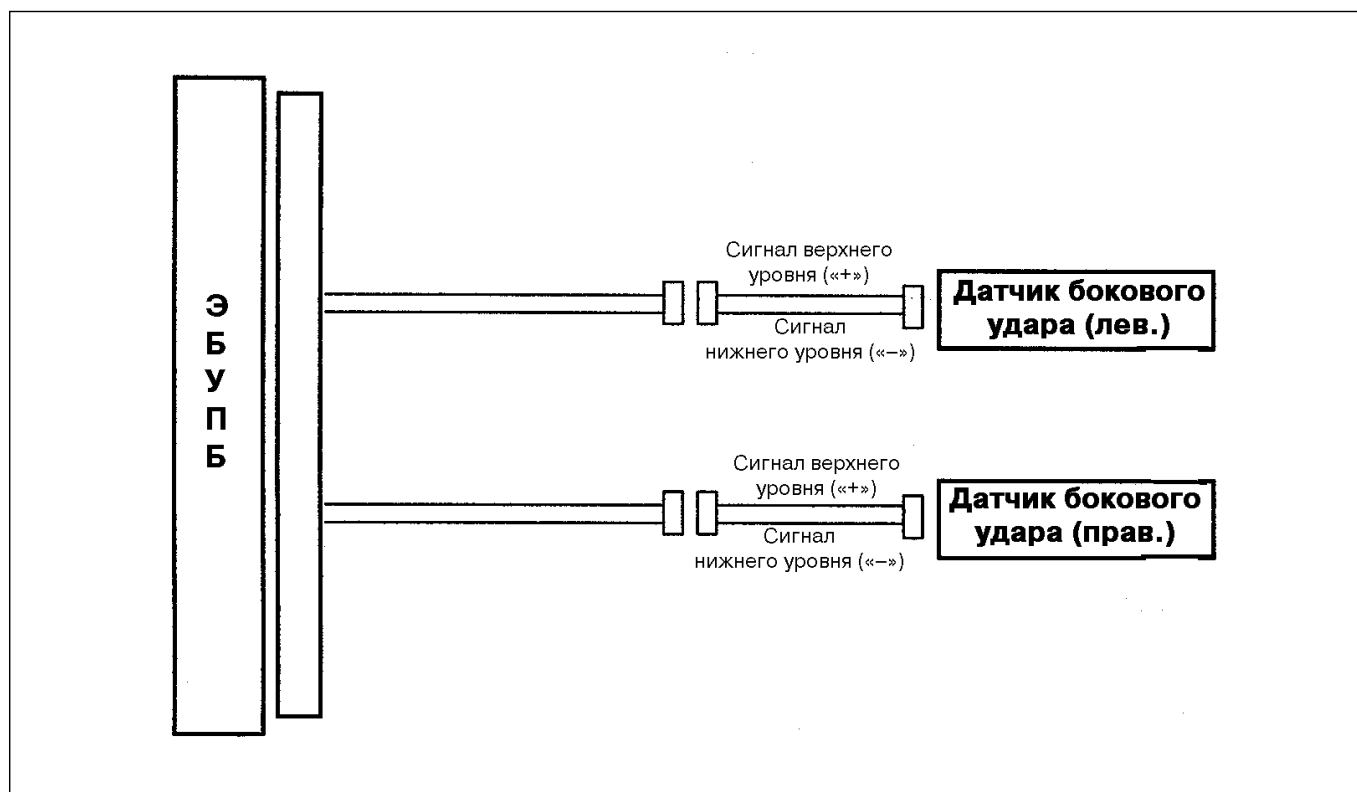 Э
Б
У
П
Б
Сигнал верхнего
уровня («+»)
Сигнал
нижнего уровня («–»)
Датчик бокового
удара (лев.)
Сигнал верхнего
уровня («+»)
Сигнал
нижнего уровня («–»)
Датчик бокового
удара (прав.)